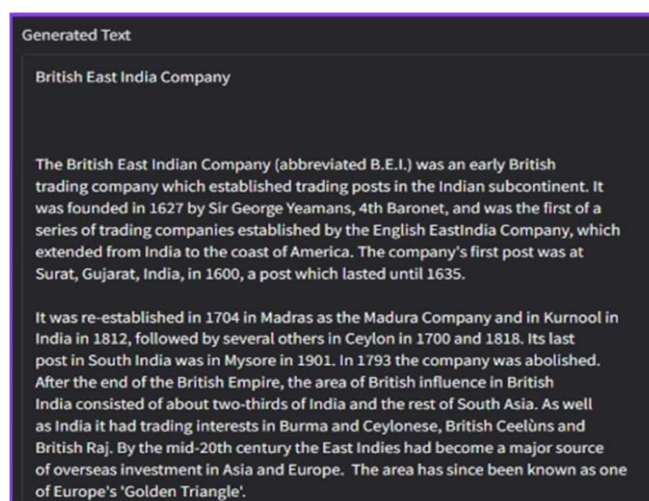 Generated Text
British East India Company
The British East Indian Company (abbreviated B.E.I.) was an early British
trading company which established trading posts in the Indian subcontinent. It
was founded in 1627 by Sir George Yeamans, 4th Baronet, and was the first of a
series of trading companies established by the English EastIndia Company, which
extended from India to the coast of America. The company's first post was at
Surat, Gujarat, India, in 1600, a post which lasted until 1635.
It was re-established in 1704 in Madras as the Madura Company and in Kurnool in
India in 1812, followed by several others in Ceylon in 1700 and 1818. Its last
post in South India was in Mysore in 1901. In 1793 the company was abolished.
After the end of the British Empire, the area of British influence in British
India consisted of about two-thirds of India and the rest of South Asia. As well
as India it had trading interests in Burma and Ceylonese, British Ceelùns and
British Raj. By the mid-20th century the East Indies had become a major source
of overseas investment in Asia and Europe.  The area has since been known as one
of Europe's 'Golden Triangle'.